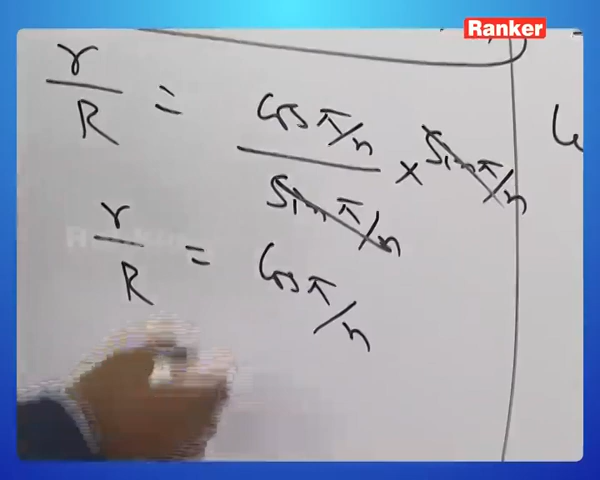 Ranker
r/R = (Cos π/n)/(Sin π/n) × Sin π/n
r/R = Cos π/n